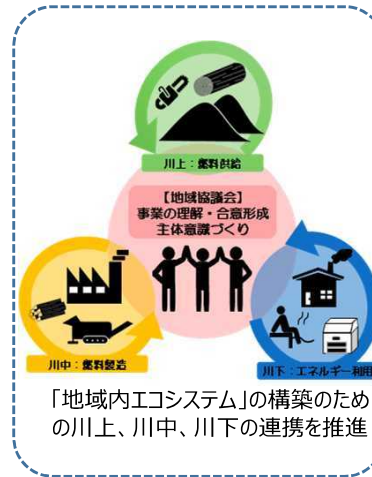 川上：燃料供給
【地域協議会】
事業の理解・合意形成
主体意識づくり
川中：燃料製造
川下：エネルギー利用
「地域内エコシステム」の構築のため
の川上、川中、川下の連携を推進